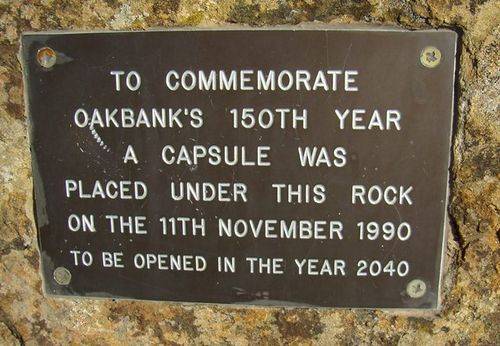 TO COMMEMORATE
OAKBANK'S 150TH YEAR
A CAPSULE WAS
PLACED UNDER THIS ROCK
ON THE 11TH NOVEMBER 1990
TO BE OPENED IN THE YEAR 2040